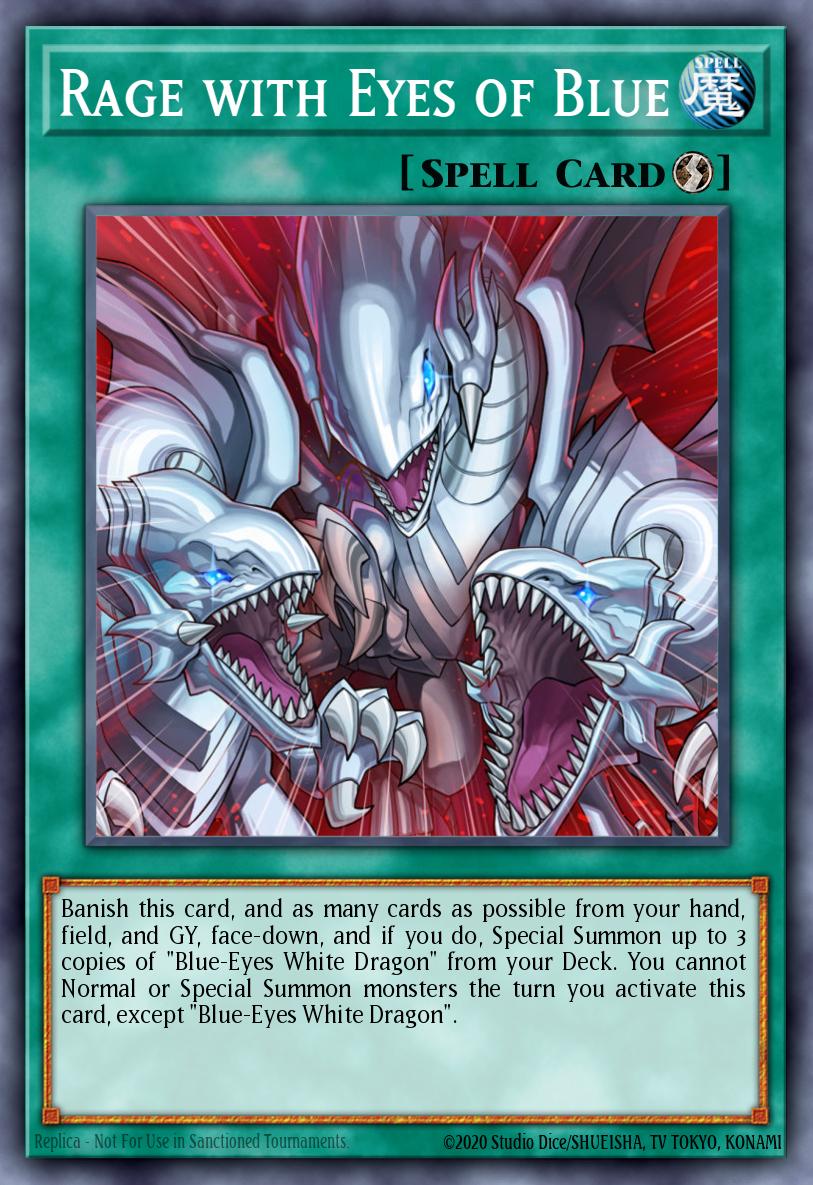 Rage with Eyes of Blue
SPELL
魔
[Spell Card]
Banish this card, and as many cards as possible from your hand,
field, and GY, face-down, and if you do, Special Summon up to 3
copies of "Blue-Eyes White Dragon" from your Deck. You cannot
Normal or Special Summon monsters the turn you activate this
card, except "Blue-Eyes White Dragon".
Replica - Not For Use in Sanctioned Tournaments.
©2020 Studio Dice/SHUEISHA, TV TOKYO, KONAMI